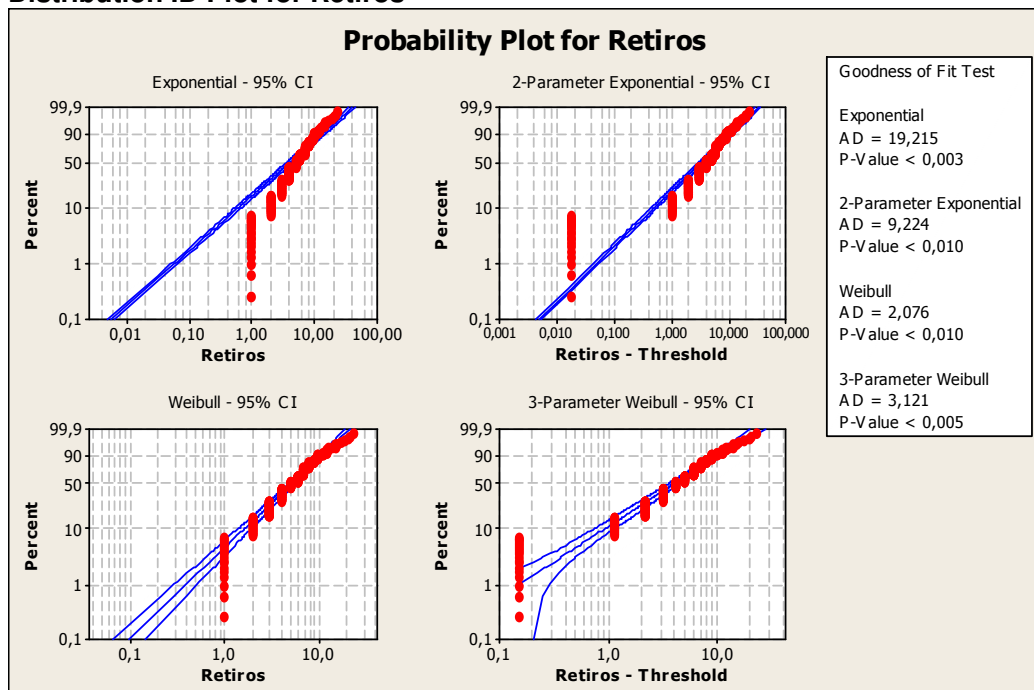 Distribution ID Plot for Retiros
Probability Plot for Retiros
Exponential - 95% CI
99,9
90
50
10
1
0,1
Percent
0,01
0,10
1,00
10,00
100,00
Retiros
2-Parameter Exponential - 95% CI
99,9
90
50
10
1
0,1
Percent
0,001
0,010
0,100
1,000
10,000
100,000
Retiros - Threshold
Weibull - 95% CI
99,9
90
50
10
1
0,1
Percent
0,1
1,0
10,0
Retiros
3-Parameter Weibull - 95% CI
99,9
90
50
10
1
0,1
Percent
0,1
1,0
10,0
Retiros - Threshold
Goodness of Fit Test
Exponential
AD = 19,215
P-Value < 0,003
2-Parameter Exponential
AD = 9,224
P-Value < 0,010
Weibull
AD = 2,076
P-Value < 0,010
3-Parameter Weibull
AD = 3,121
P-Value < 0,005